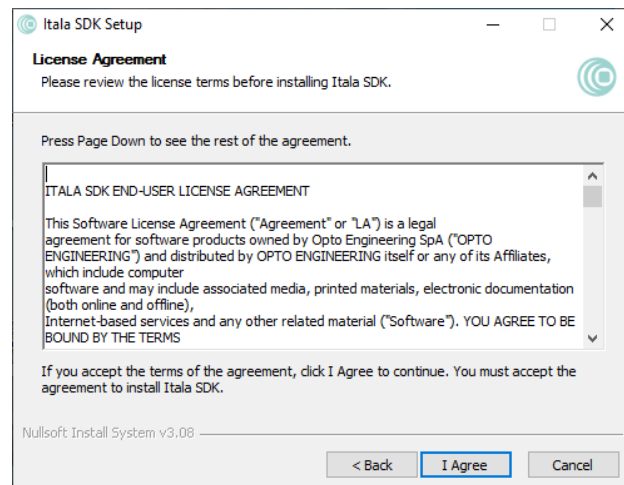 Itala SDK Setup
License Agreement
Please review the license terms before installing Itala SDK.
Press Page Down to see the rest of the agreement.
ITALA SDK END-USER LICENSE AGREEMENT
This Software License Agreement ("Agreement" or "LA") is a legal
agreement for software products owned by Opto Engineering SpA ("OPTO
ENGINEERING") and distributed by OPTO ENGINEERING itself or any of its Affiliates,
which include computer
software and may include associated media, printed materials, electronic documentation
(both online and offline),
Internet-based services and any other related material ("Software"). YOU AGREE TO BE
BOUND BY THE TERMS
If you accept the terms of the agreement, click I Agree to continue. You must accept the
agreement to install Itala SDK.
Nullsoft Install System v3.08
< Back I Agree Cancel